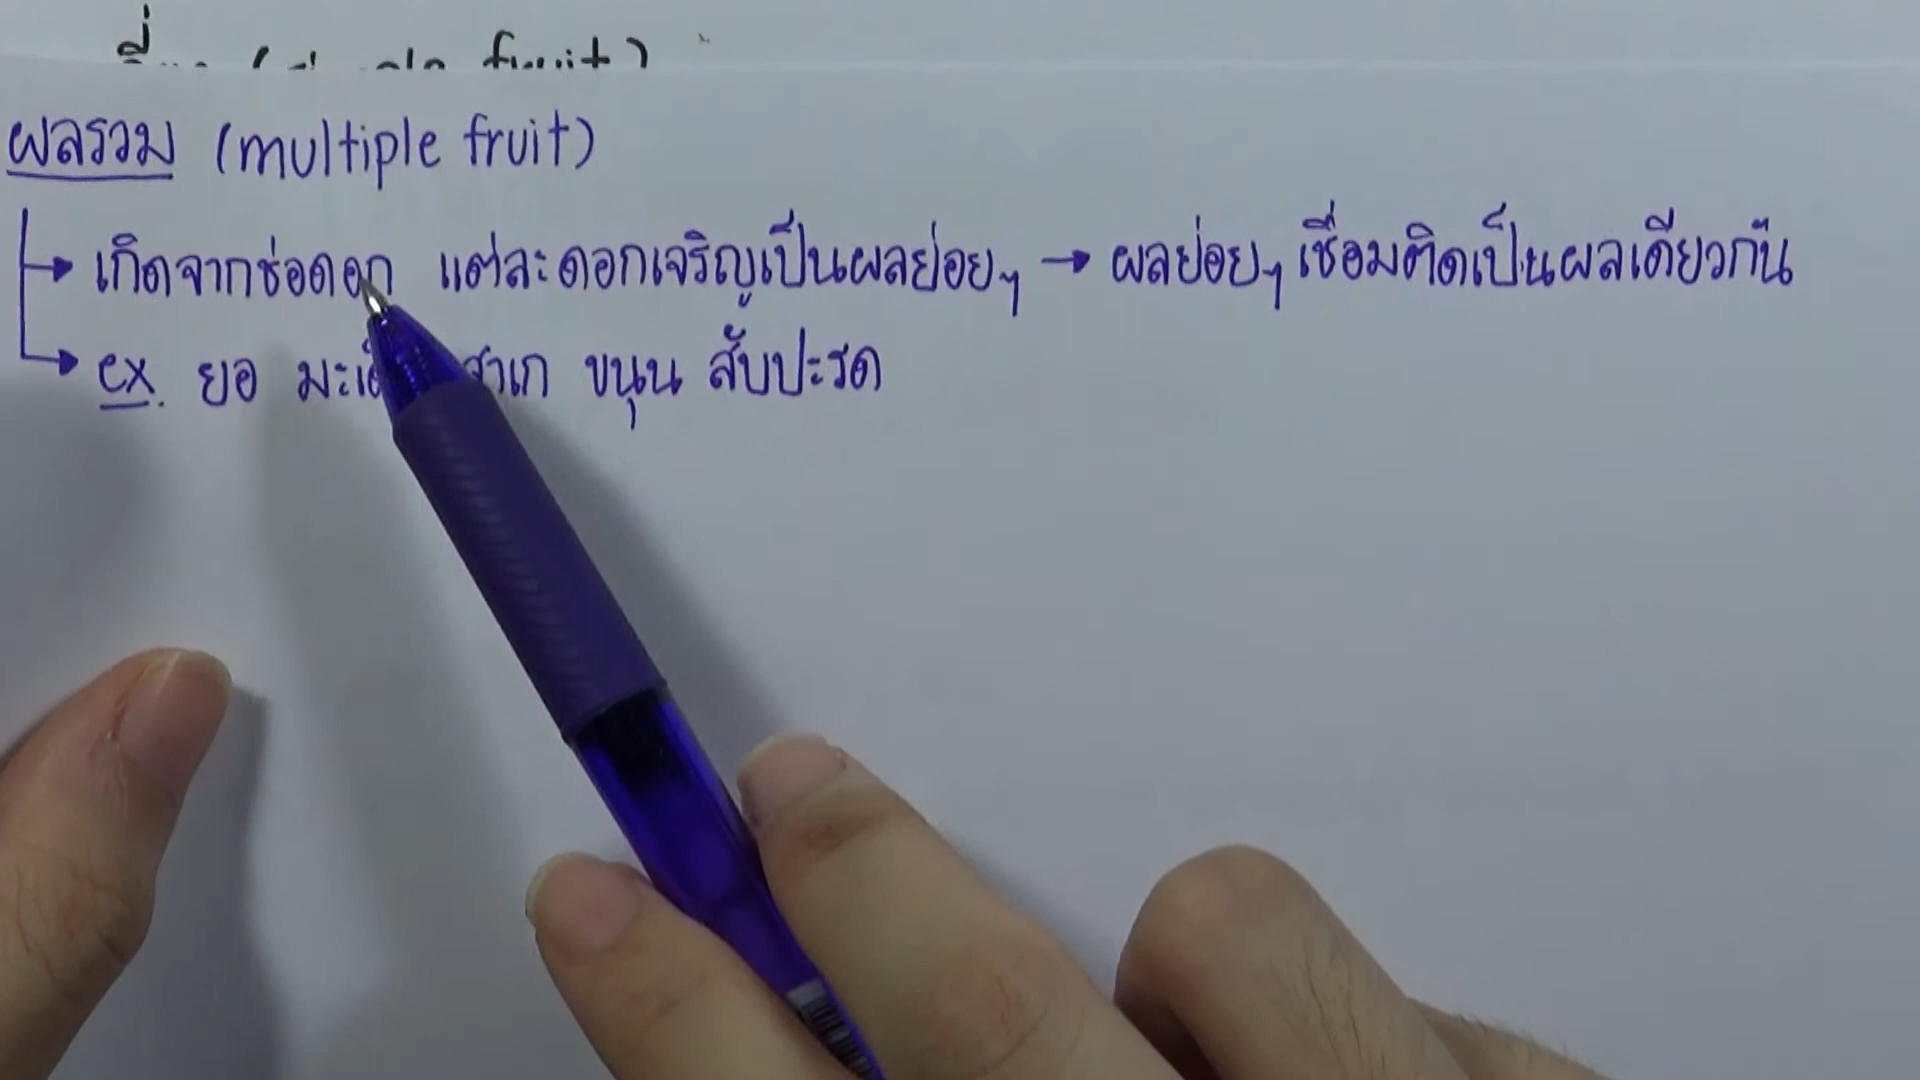 fruit)
ผลรวม (multiple fruit)
เกิดจากช่อดอก แต่ละดอกเจริญเป็นผลย่อยๆ → ผลย่อยๆ เชื่อมติดเป็นผลเดียวกัน
ex. ยอ สาเก ขนุน สับปะรด